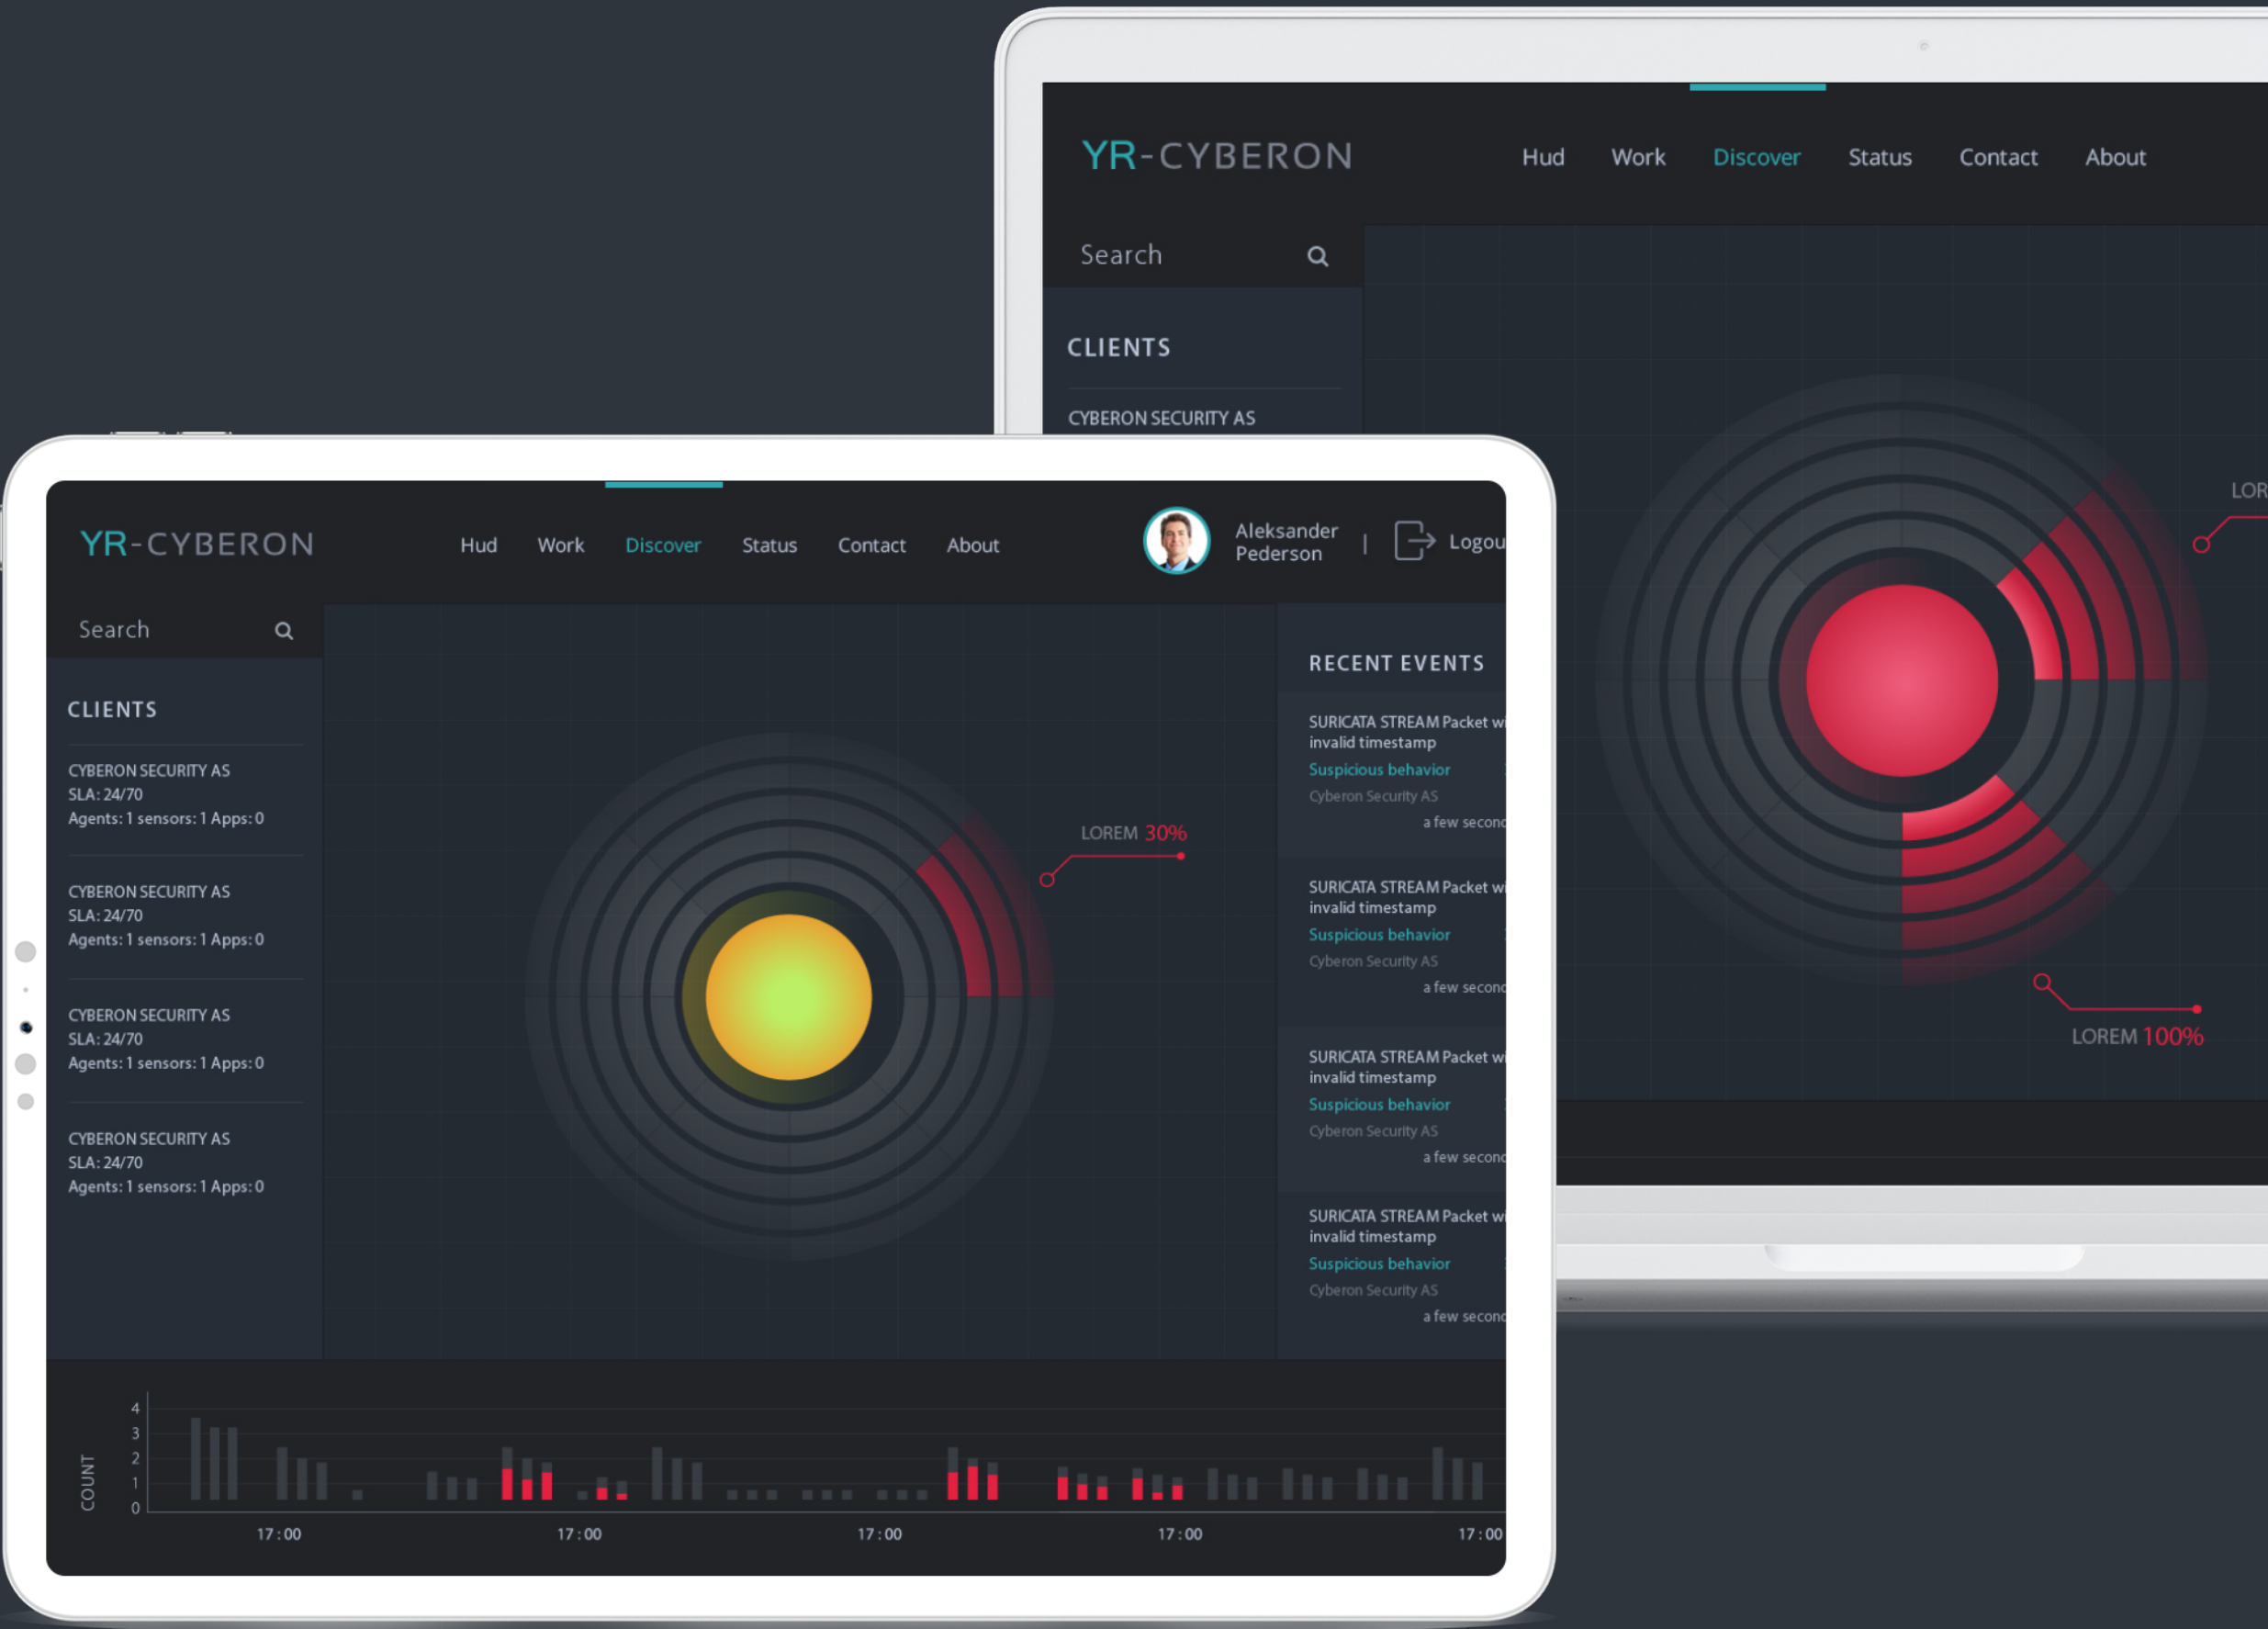 YR-CYBERON
Hud Work Discover Status Contact About
Search
CLIENTS
CYBERON SECURITY AS
LOREM 100%
YR-CYBERON
Hud Work Discover Status Contact About
Aleksander
Pederson
|
Search
CLIENTS
CYBERON SECURITY AS
SLA: 24/70
Agents: 1 sensors: 1 Apps: 0
CYBERON SECURITY AS
SLA: 24/70
Agents: 1 sensors: 1 Apps: 0
CYBERON SECURITY AS
SLA: 24/70
Agents: 1 sensors: 1 Apps: 0
CYBERON SECURITY AS
SLA: 24/70
Agents: 1 sensors: 1 Apps: 0
LOREM 30%
RECENT EVENTS
SURICATA STREAM Packet
invalid timestamp
Suspicious behavior
Cyberon Security AS
a few
SURICATA STREAM Packet
invalid timestamp
Suspicious behavior
Cyberon Security AS
a few
SURICATA STREAM Packet
invalid timestamp
Suspicious behavior
Cyberon Security AS
a few
SURICATA STREAM Packet
invalid timestamp
Suspicious behavior
Cyberon Security AS
a few
COUNT
4
3
2
1
0
17:00 17:00 17:00 17:00 17:00